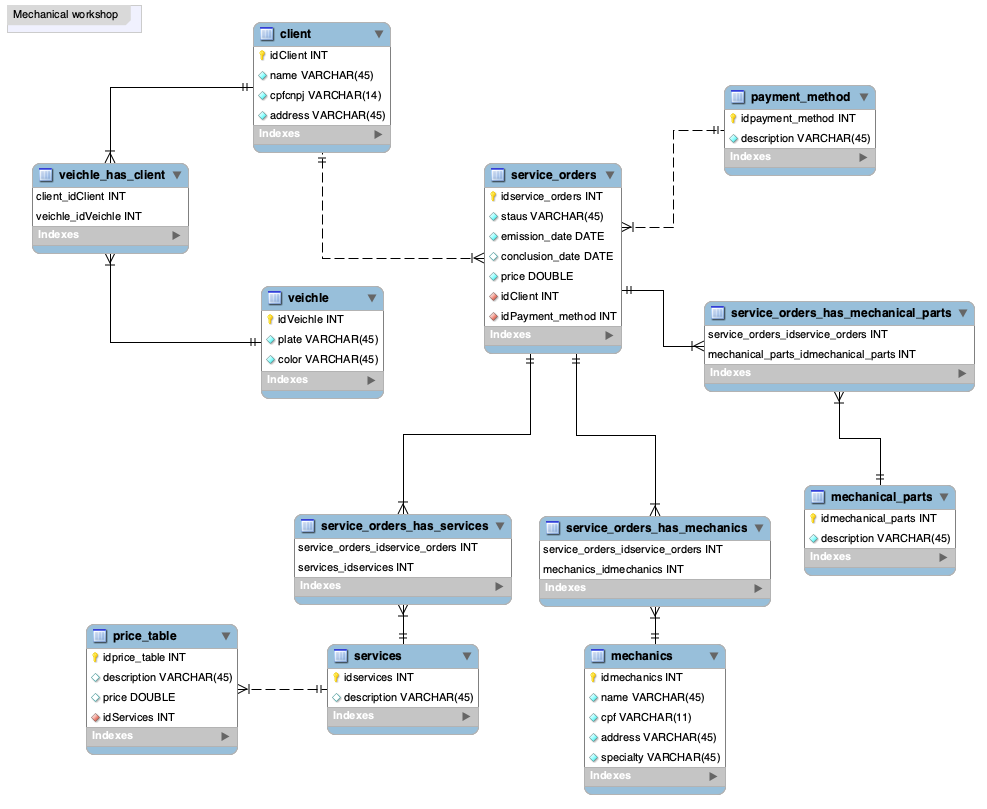 Mechanical workshop
client
idClient INT
name VARCHAR(45)
cpfcnpj VARCHAR(14)
address VARCHAR(45)
Indexes
payment_method
idpayment_method INT
description VARCHAR(45)
Indexes
veichle_has_client
client_idClient INT
veichle_idVeichle INT
Indexes
service_orders
idservice_orders INT
staus VARCHAR(45)
emission_date DATE
conclusion_date DATE
price DOUBLE
idClient INT
idPayment_method INT
Indexes
veichle
idVeichle INT
plate VARCHAR(45)
color VARCHAR(45)
Indexes
service_orders_has_mechanical_parts
service_orders_idservice_orders INT
mechanical_parts_idmechanical_parts INT
Indexes
mechanical_parts
idmechanical_parts INT
description VARCHAR(45)
Indexes
service_orders_has_services
service_orders_idservice_orders INT
services_idservices INT
Indexes
service_orders_has_mechanics
service_orders_idservice_orders INT
mechanics_idmechanics INT
Indexes
price_table
idprice_table INT
description VARCHAR(45)
price DOUBLE
idServices INT
Indexes
services
idservices INT
description VARCHAR(45)
Indexes
mechanics
idmechanics INT
name VARCHAR(45)
cpf VARCHAR(11)
address VARCHAR(45)
specialty VARCHAR(45)
Indexes